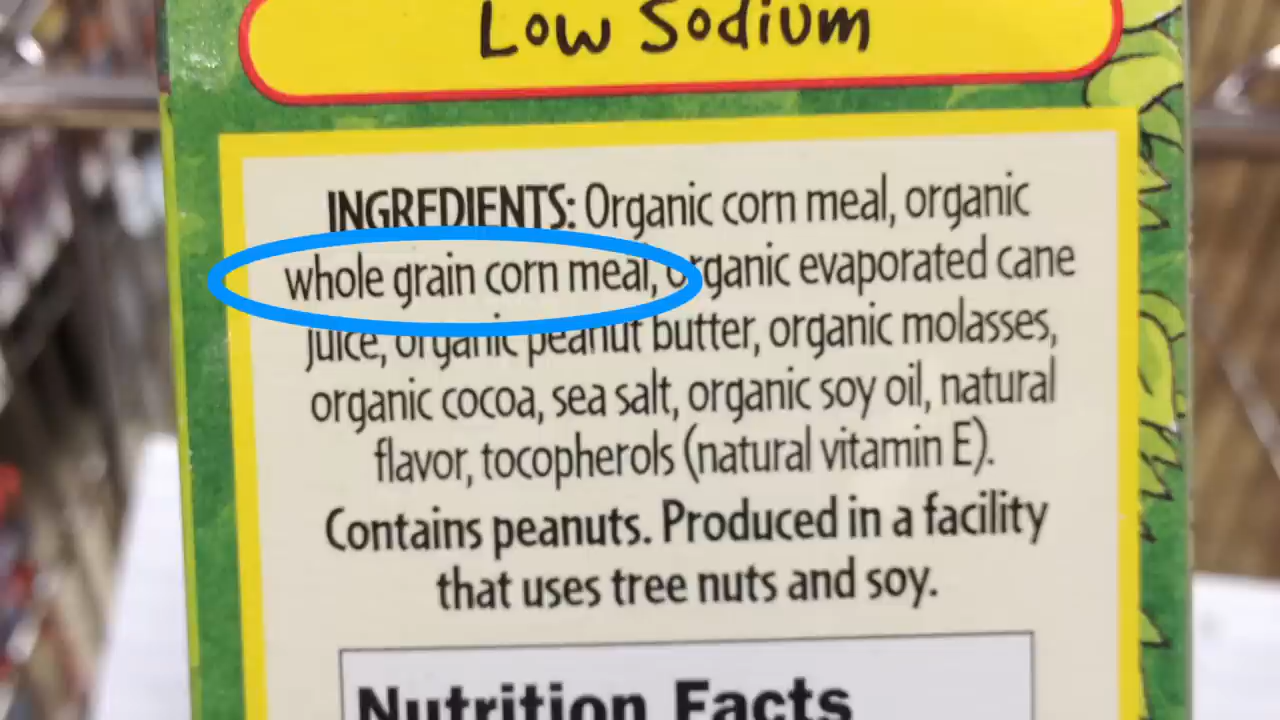 Low Sodium
INGREDIENTS: Organic corn meal, organic
whole grain corn meal, organic evaporated cane
juice, organic peanut butter, organic molasses,
organic cocoa, sea salt, organic soy oil, natural
flavor, tocopherols (natural vitamin E).
Contains peanuts. Produced in a facility
that uses tree nuts and soy.
Nutrition Facts